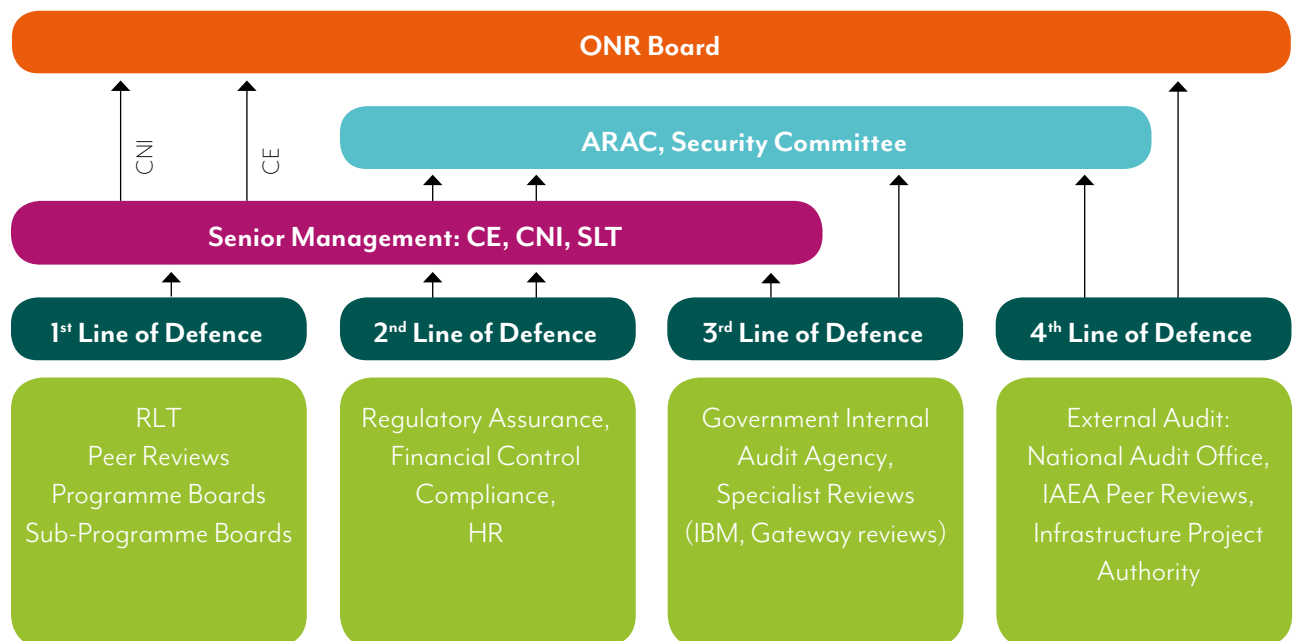 ONR Board
CNI
CE
ARAC, Security Committee
Senior Management: CE, CNI, SLT
1st Line of Defence
2nd Line of Defence
3rd Line of Defence
4th Line of Defence
RLT
Peer Reviews
Programme Boards
Sub-Programme Boards
Regulatory Assurance,
Financial Control
Compliance,
HR
Government Internal
Audit Agency,
Specialist Reviews
(IBM, Gateway reviews)
External Audit:
National Audit Office,
IAEA Peer Reviews,
Infrastructure Project
Authority